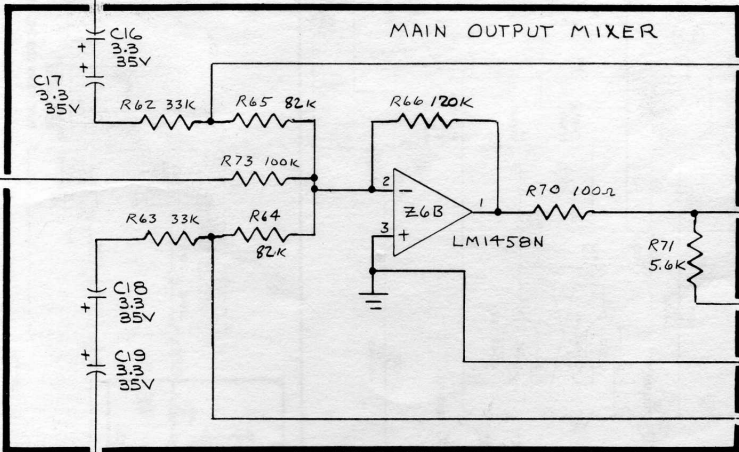 MAIN OUTPUT MIXER
C16
3.3
35V
+
+
C17
3.3
35V
R62 33K
R65 82K
R66 120K
R73 100K
2
−
Z6B
1
3
+
LM1458N
R70 100Ω
R71
5.6K
R63 33K
R64
82K
C18
3.3
35V
+
+
C19
3.3
35V